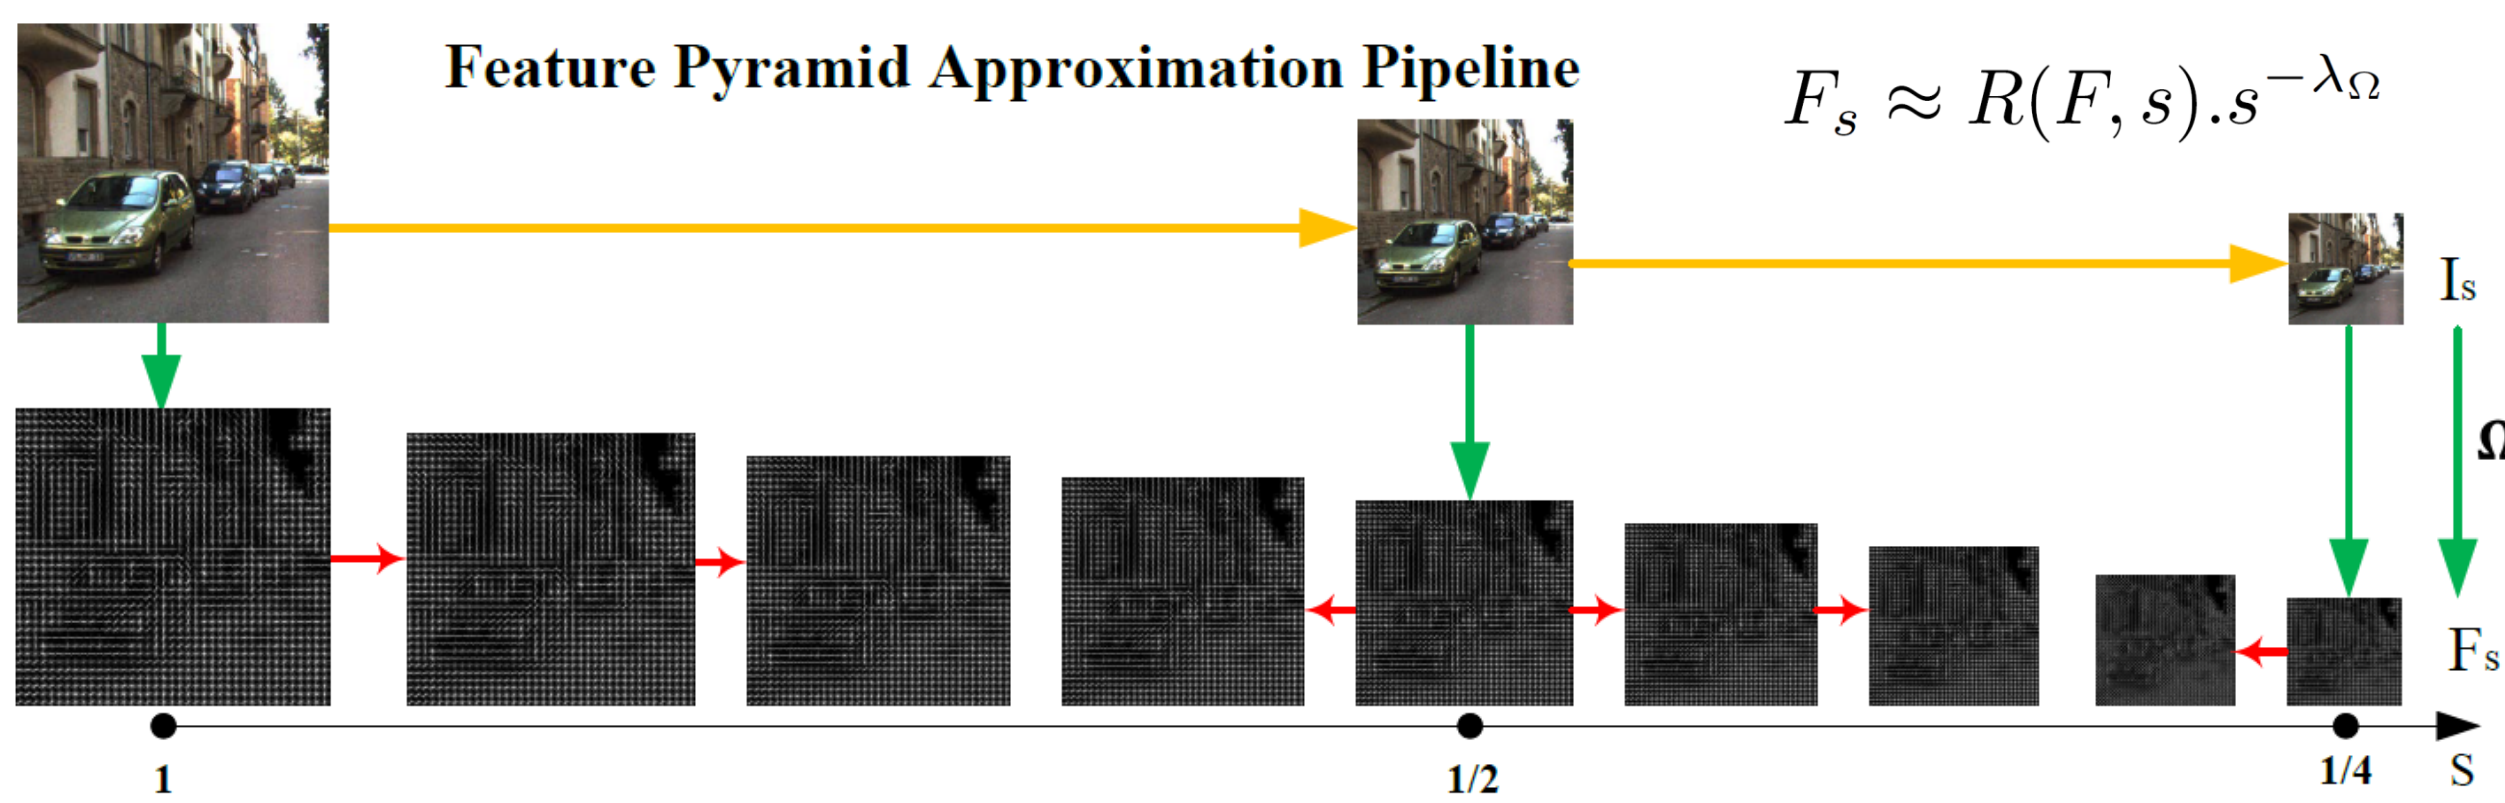 Feature Pyramid Approximation Pipeline
F_s ≈ R(F, s).s^{-λ_Ω}
I_s
Ω
F_s
1
1/2
1/4
S